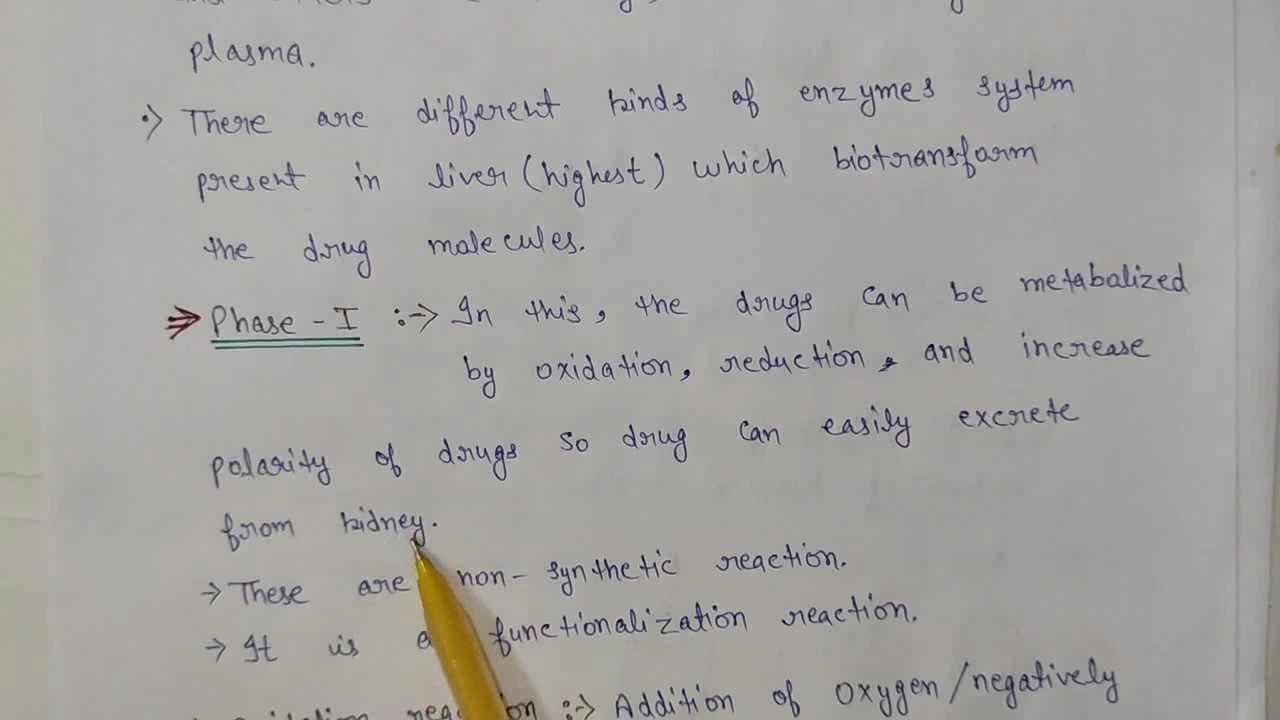 plasma.
:> There are different kinds of enzymes system
present in liver (highest) which biotransfarm
the drug molecules.
⇒ Phase - I :-> In this, the drugs can be metabalized
by oxidation, reduction, and increase
polarity of drugs so drug can easily excrete
from kidney.
→ These are non-synthetic reaction.
→ It is functionalization reaction.
:-> Addition of oxygen/negatively